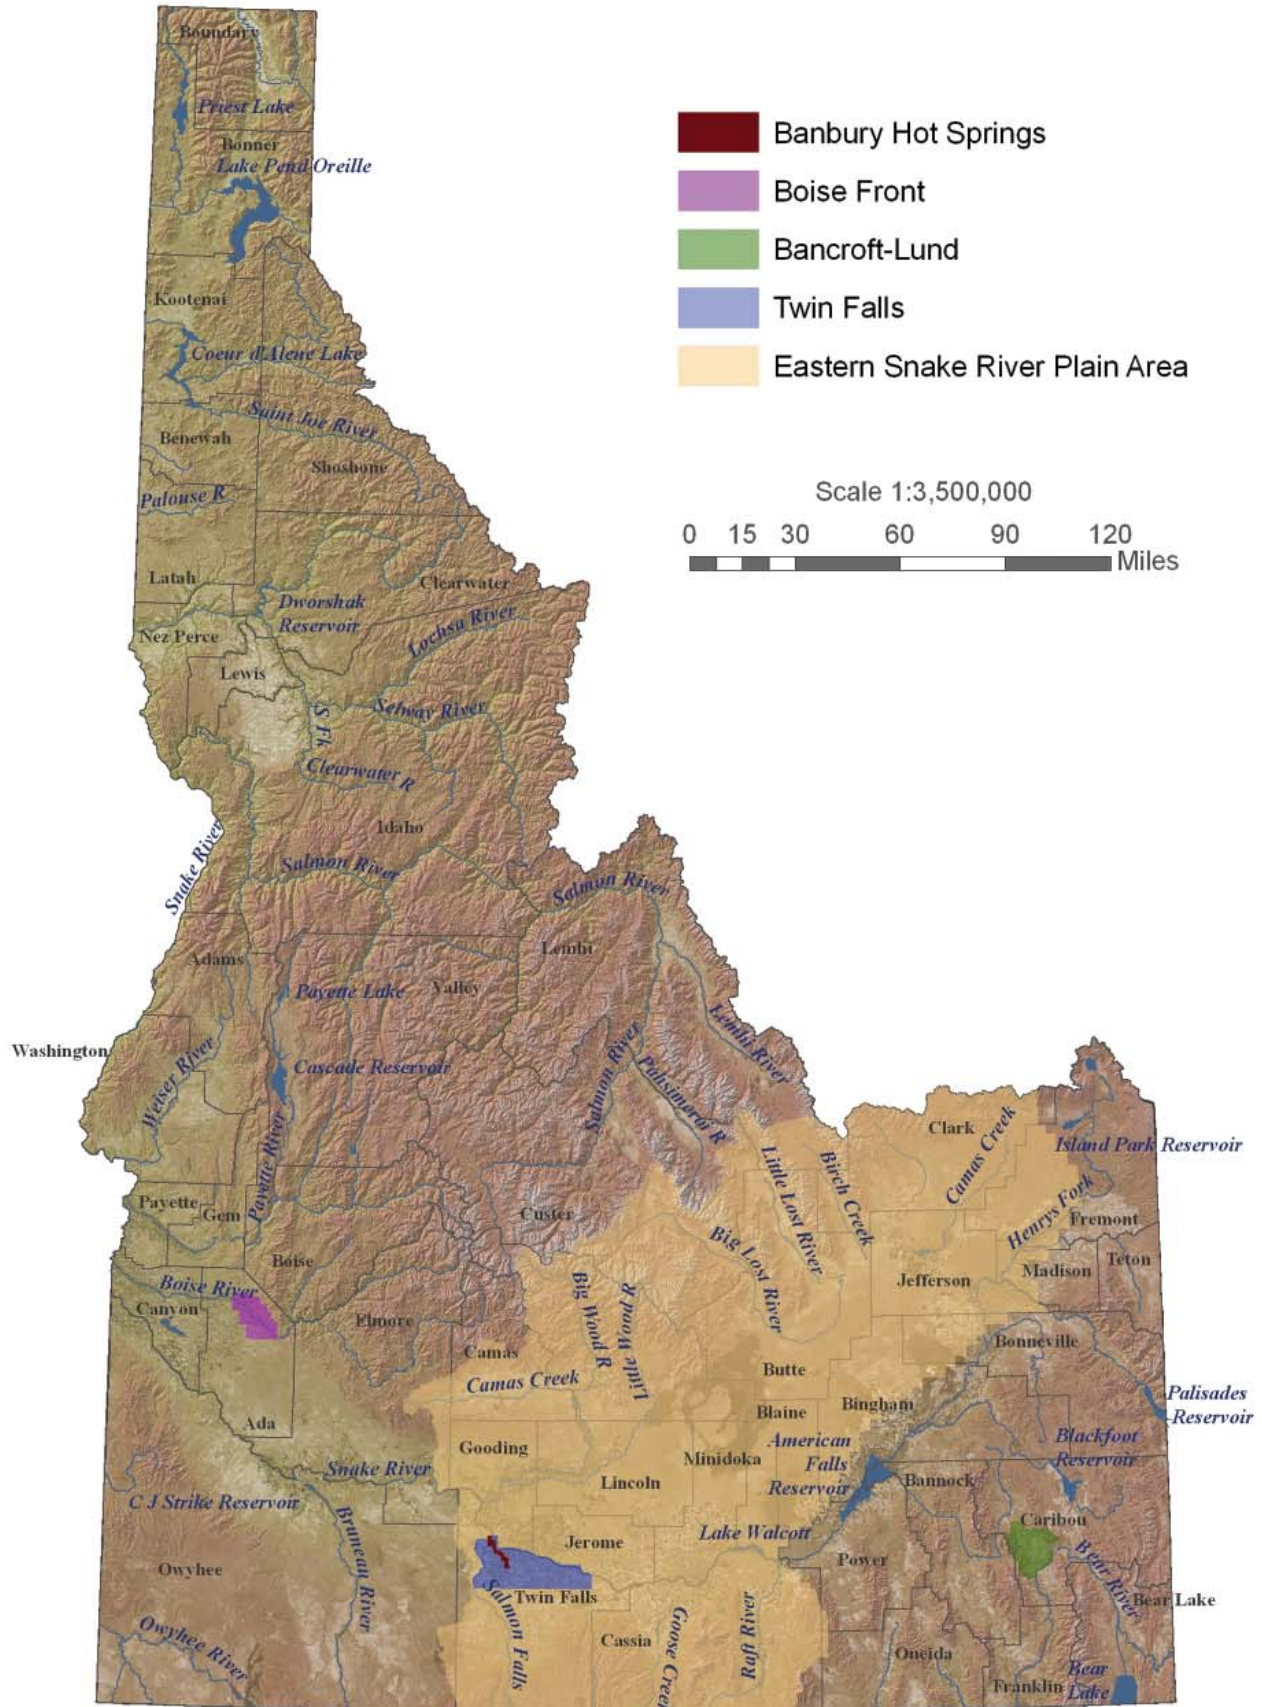 Boundary
Priest Lake
Bonner
Lake Pend Oreille
Banbury Hot Springs
Boise Front
Bancroft-Lund
Twin Falls
Eastern Snake River Plain Area
Kootenai
Coeur d'Alene Lake
Saint Joe River
Benewah
Shoshone
Palouse R
Scale 1:3,500,000
0 15 30 60 90 120
Miles
Latah
Clearwater
Dworshak
Reservoir
Lochsa River
Nez Perce
Lewis
Selway River
S Fk
Clearwater R
Idaho
Snake River
Salmon River
Salmon River
Lemhi
Adams
Payette Lake
Valley
Lemhi River
Washington
Weiser River
Cascade Reservoir
Salmon River
Pahsimeroi R
Payette River
Clark
Camas Creek
Island Park Reservoir
Little Lost River
Birch Creek
Payette
Gem
Custer
Henrys Fork
Fremont
Big Lost River
Boise
Teton
Madison
Jefferson
Boise River
Canyon
Big Wood R
Little Wood R
Elmore
Camas
Bonneville
Camas Creek
Butte
Palisades
Reservoir
Blaine
Bingham
Ada
Gooding
American
Falls
Reservoir
Blackfoot
Reservoir
Minidoka
Snake River
Lincoln
Bannock
C J Strike Reservoir
Bruneau River
Caribou
Lake Walcott
Jerome
Power
Owyhee
Bear River
Twin Falls
Salmon Falls
Bear Lake
Cassia
Goose Creek
Raft River
Owyhee River
Oneida
Franklin
Bear
Lake